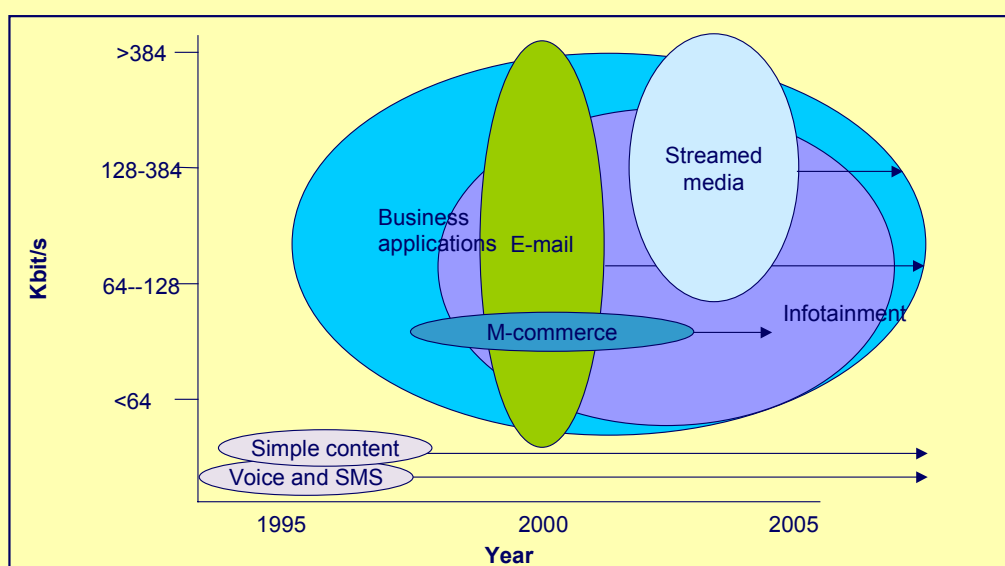 >384
Streamed
media
128-384
Business
applications
E-mail
Kbit/s
64--128
Infotainment
M-commerce
<64
Simple content
Voice and SMS
1995
2000
2005
Year